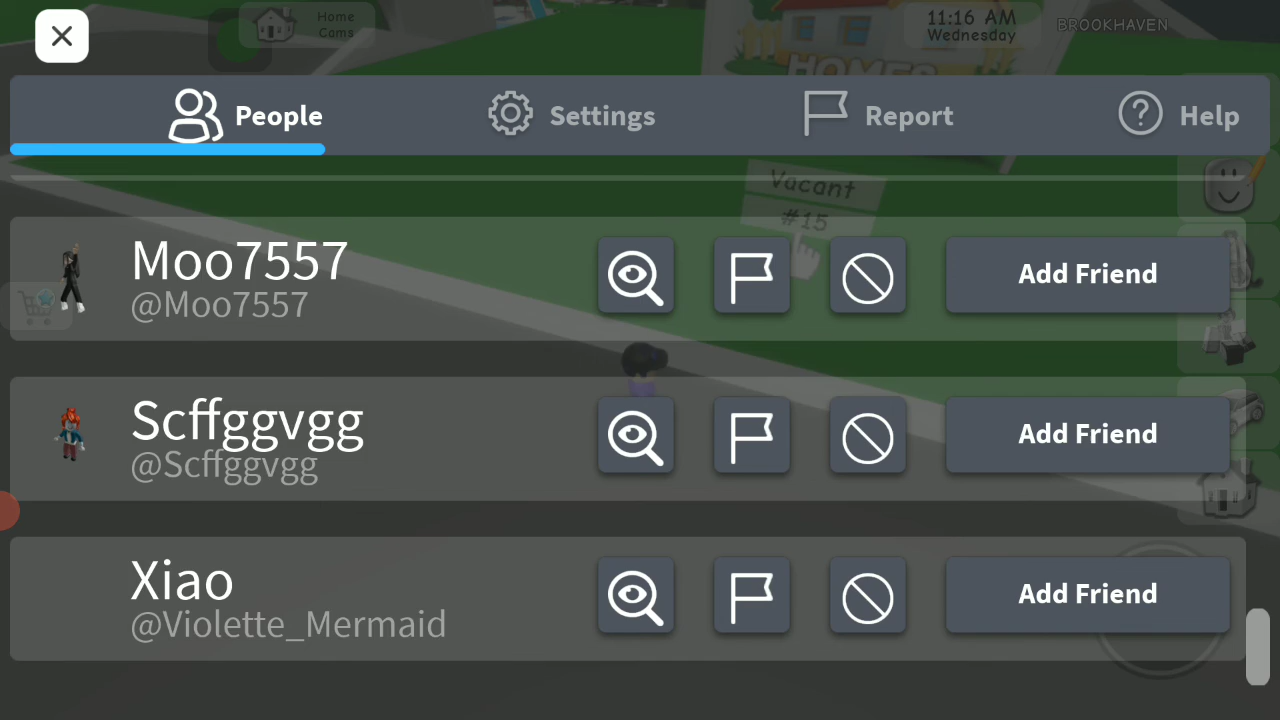 Home
Cams
11:16 AM
Wednesday
BROOKHAVEN
HOMES
People
Settings
Report
Help
Vacant
#15
Moo7557
@Moo7557
Add Friend
Scffggvgg
@Scffggvgg
Add Friend
Xiao
@Violette_Mermaid
Add Friend